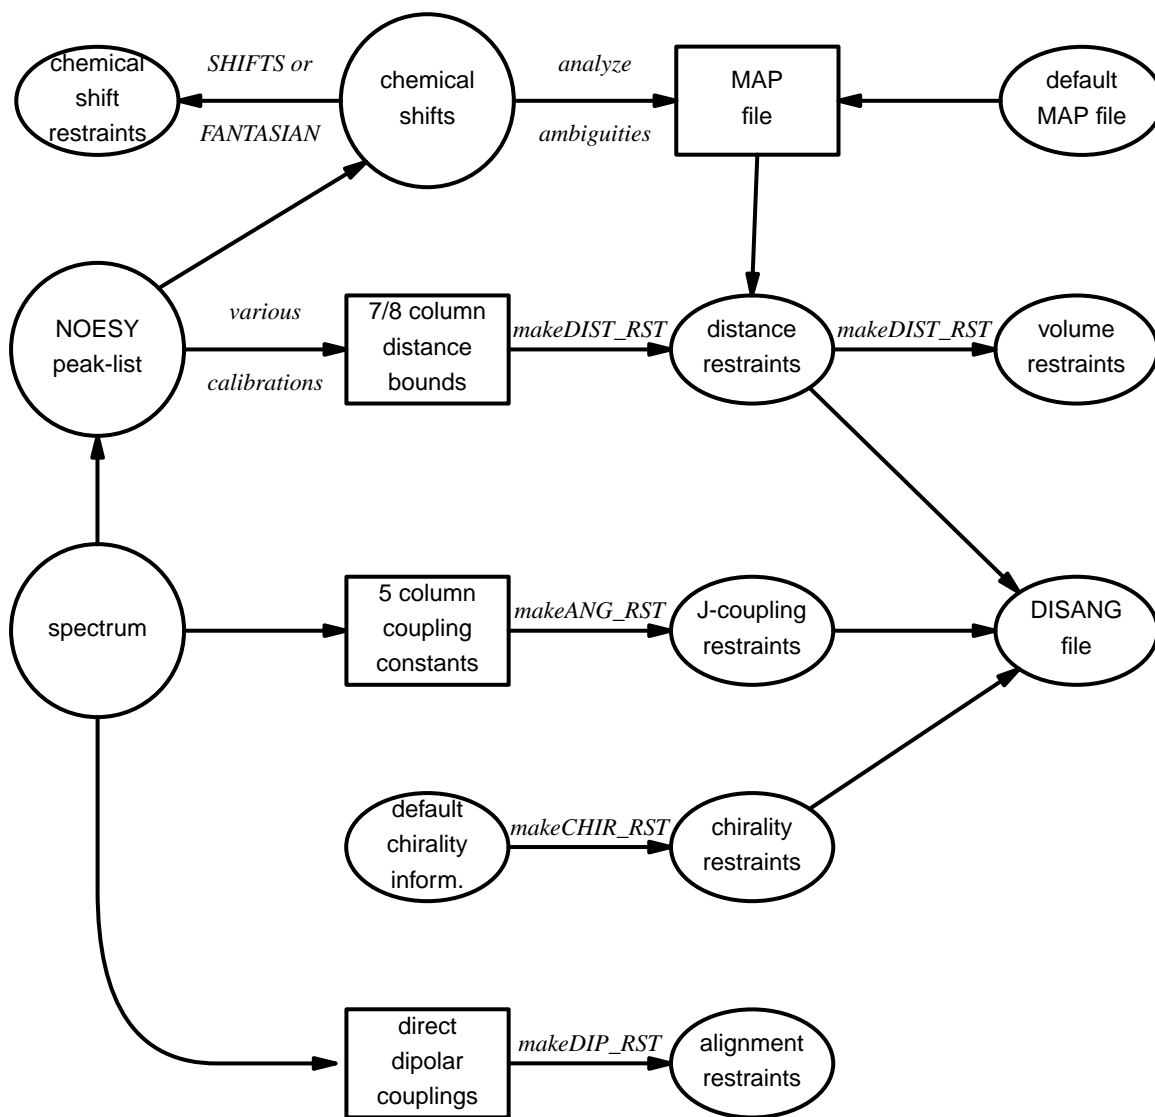 chemical
shift
restraints
SHIFTS or
FANTASIAN
chemical
shifts
analyze
ambiguities
MAP
file
default
MAP file
NOESY
peak-list
various
calibrations
7/8 column
distance
bounds
makeDIST_RST
distance
restraints
makeDIST_RST
volume
restraints
spectrum
5 column
coupling
constants
makeANG_RST
J-coupling
restraints
DISANG
file
default
chirality
inform.
makeCHIR_RST
chirality
restraints
direct
dipolar
couplings
makeDIP_RST
alignment
restraints